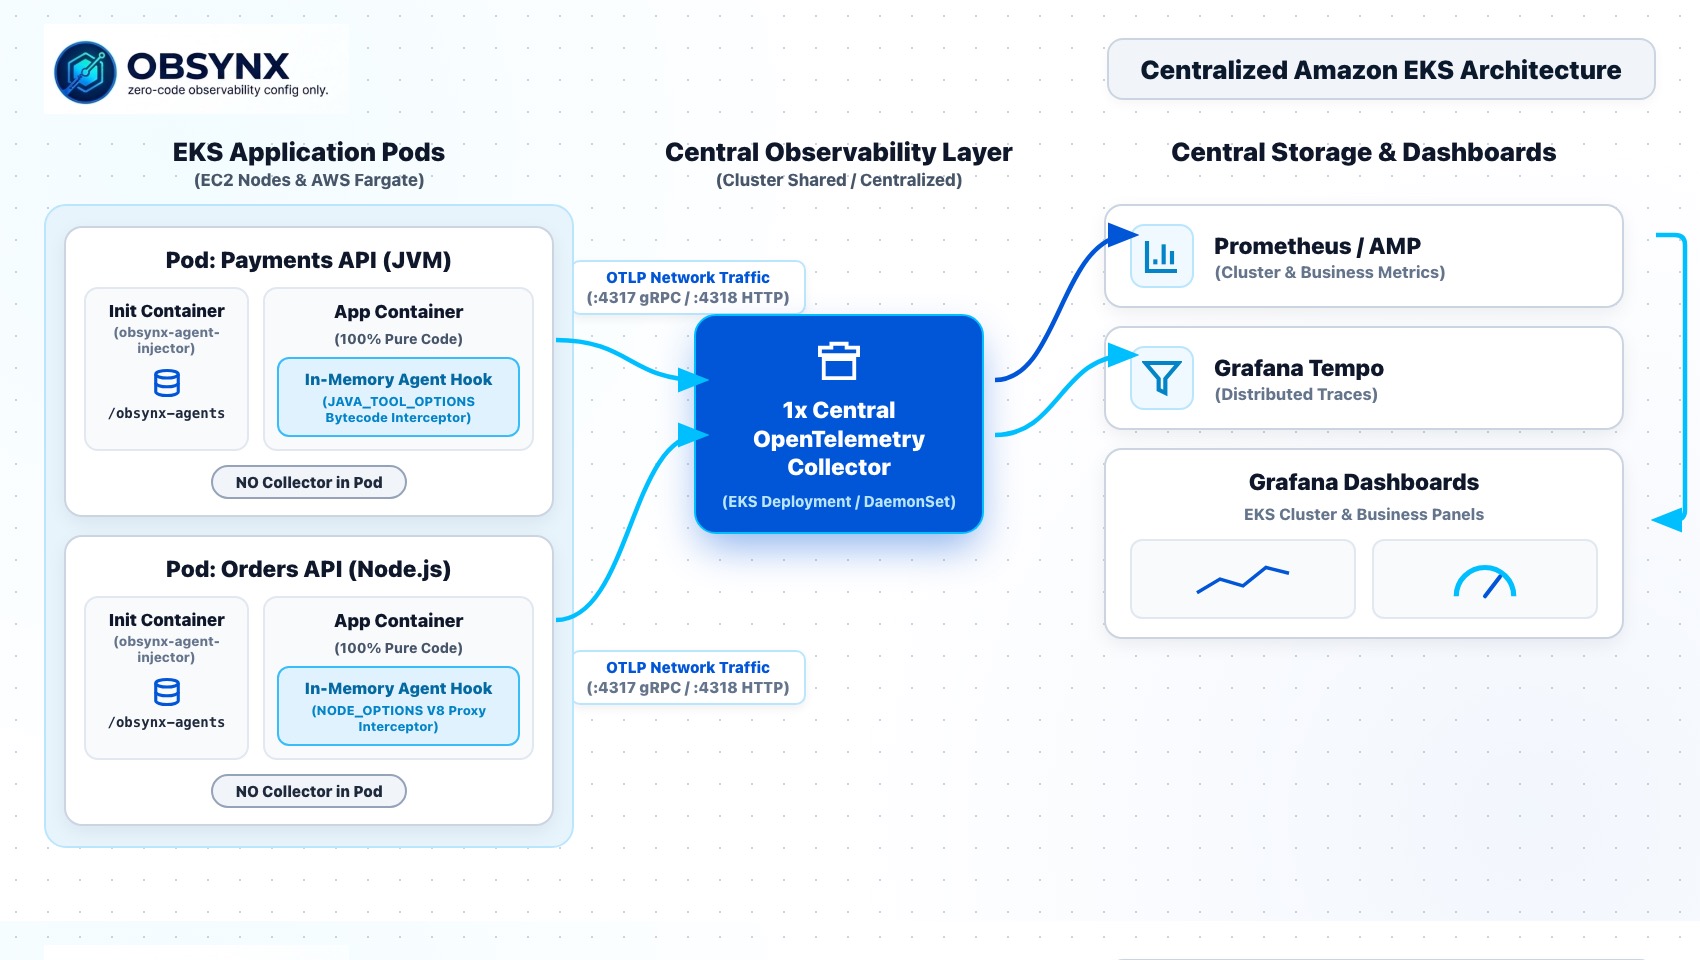 OBSYNX
zero-code observability config only.
Centralized Amazon EKS Architecture
EKS Application Pods
(EC2 Nodes & AWS Fargate)
Central Observability Layer
(Cluster Shared / Centralized)
Central Storage & Dashboards
Pod: Payments API (JVM)
Init Container
(obsynx-agent-
injector)
/obsynx-agents
App Container
(100% Pure Code)
In-Memory Agent Hook
(JAVA_TOOL_OPTIONS
Bytecode Interceptor)
NO Collector in Pod
Pod: Orders API (Node.js)
Init Container
(obsynx-agent-
injector)
/obsynx-agents
App Container
(100% Pure Code)
In-Memory Agent Hook
(NODE_OPTIONS V8 Proxy
Interceptor)
NO Collector in Pod
OTLP Network Traffic
(:4317 gRPC / :4318 HTTP)
1x Central
OpenTelemetry
Collector
(EKS Deployment / DaemonSet)
OTLP Network Traffic
(:4317 gRPC / :4318 HTTP)
Prometheus / AMP
(Cluster & Business Metrics)
Grafana Tempo
(Distributed Traces)
Grafana Dashboards
EKS Cluster & Business Panels